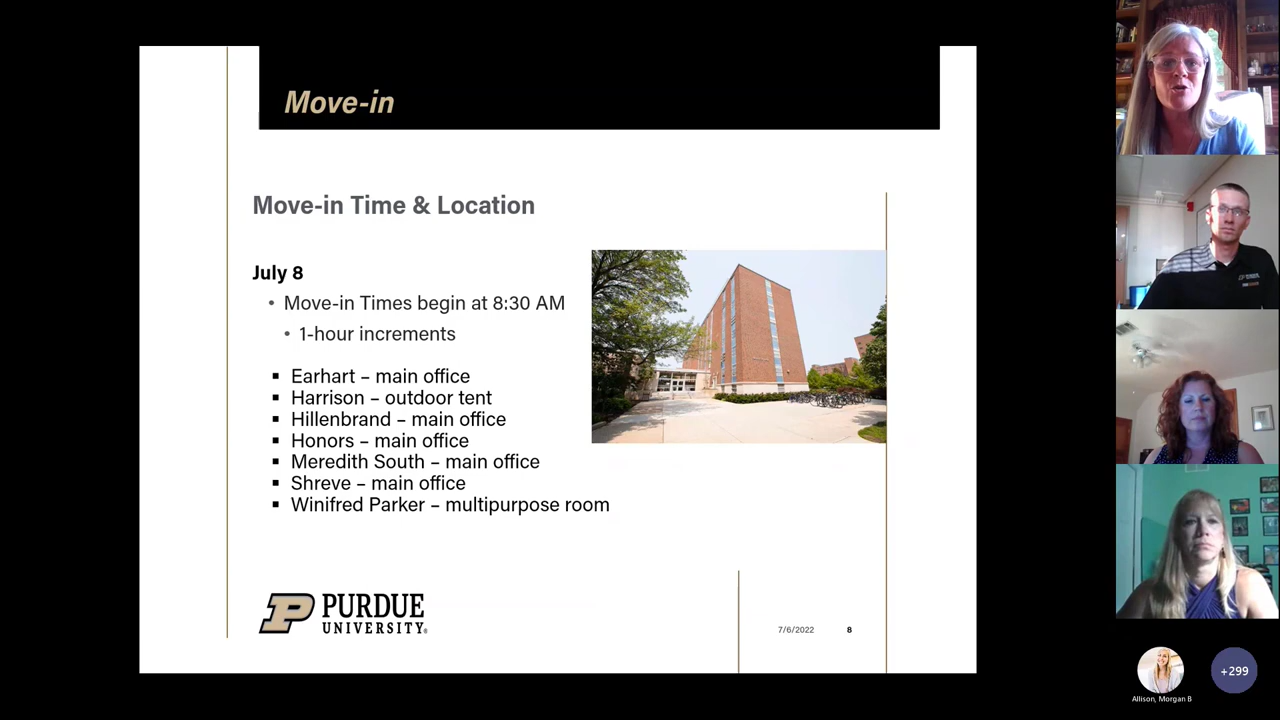 Move-in
Move-in Time & Location
July 8
• Move-in Times begin at 8:30 AM
• 1-hour increments
▪ Earhart – main office
▪ Harrison – outdoor tent
▪ Hillenbrand – main office
▪ Honors – main office
▪ Meredith South – main office
▪ Shreve – main office
▪ Winifred Parker – multipurpose room
P PURDUE
UNIVERSITY®
7/6/2022 8
+299
Allison, Morgan B